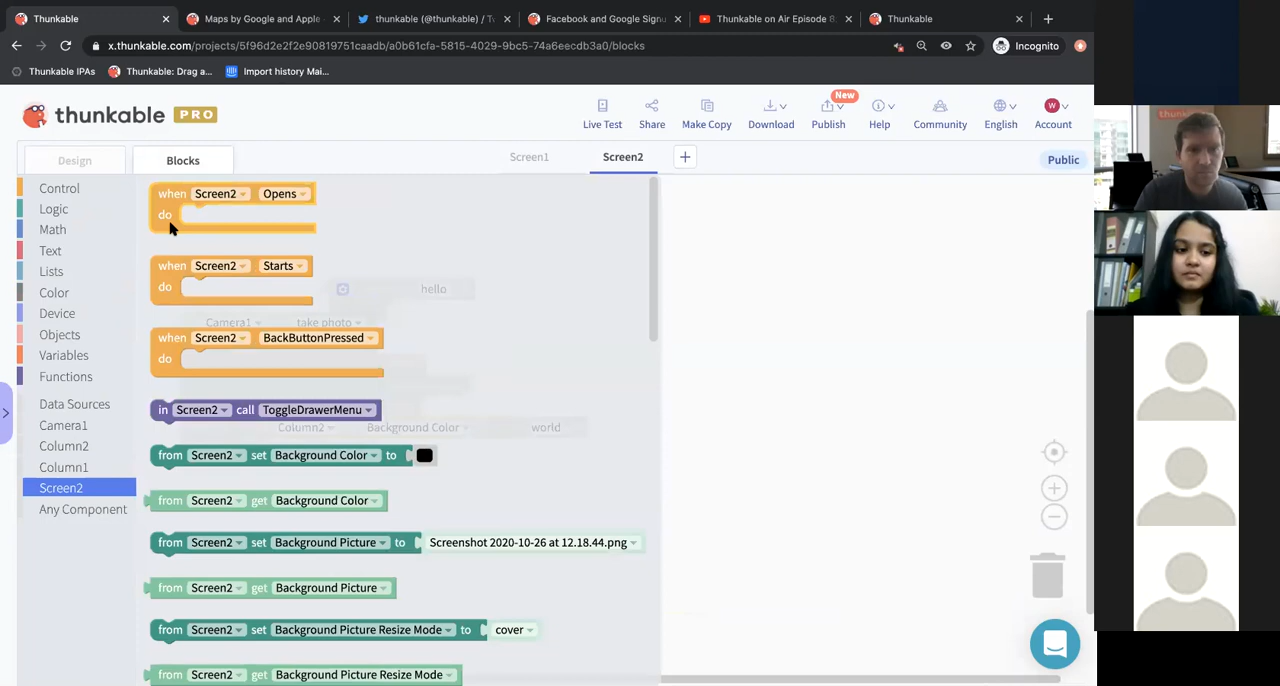 Thunkable
Maps by Google and Apple
thunkable (@thunkable) / Tw
Facebook and Google Signu
Thunkable on Air Episode 8
Thunkable
x.thunkable.com/projects/5f96d2e2f2e90819751caadb/a0b61cfa-5815-4029-9bc5-74a6eecdb3a0/blocks
Incognito
Thunkable IPAs
Thunkable: Drag a...
Import history Mai...
thunkable PRO
Live Test
Share
Make Copy
Download
New
Publish
Help
Community
English
W
Account
Design
Blocks
Screen1
Screen2
Public
Control
Logic
Math
Text
Lists
Color
Device
Objects
Variables
Functions
Data Sources
Camera1
Column2
Column1
Screen2
Any Component
when Screen2 Opens
do
when Screen2 Starts
do
hello
Camera1 take photo
when Screen2 BackButtonPressed
do
in Screen2 call ToggleDrawerMenu
Column2 Background Color world
from Screen2 set Background Color to
from Screen2 get Background Color
from Screen2 set Background Picture to Screenshot 2020-10-26 at 12.18.44.png
from Screen2 get Background Picture
from Screen2 set Background Picture Resize Mode to cover
from Screen2 get Background Picture Resize Mode